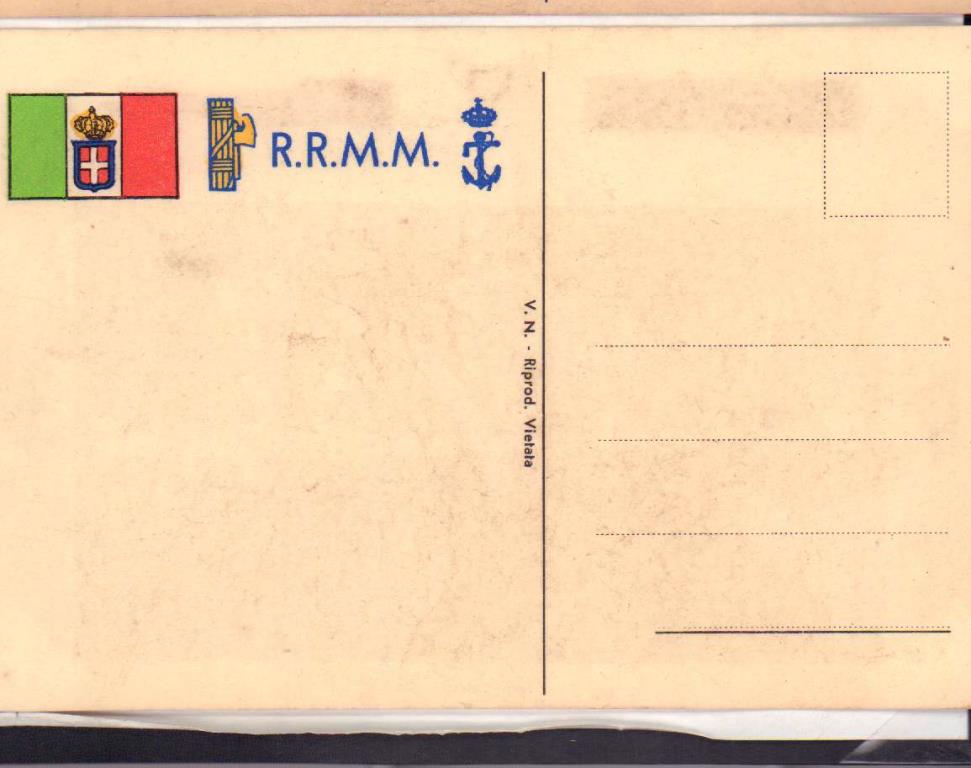 R.R.M.M.
V. N. - Riprod. Vietata